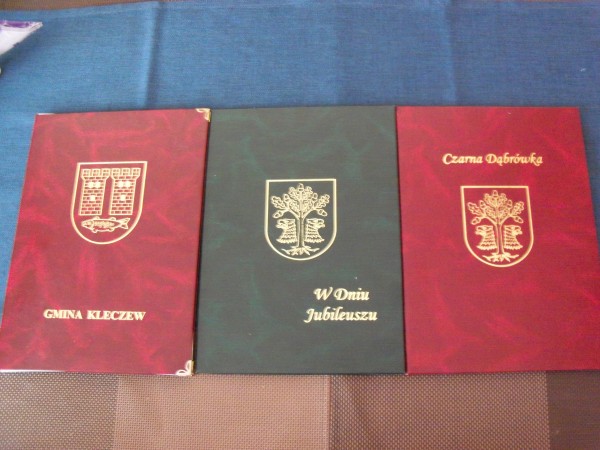 GMINA KLECZEW
W Dniu
Jubileuszu
Czarna Dąbrówka